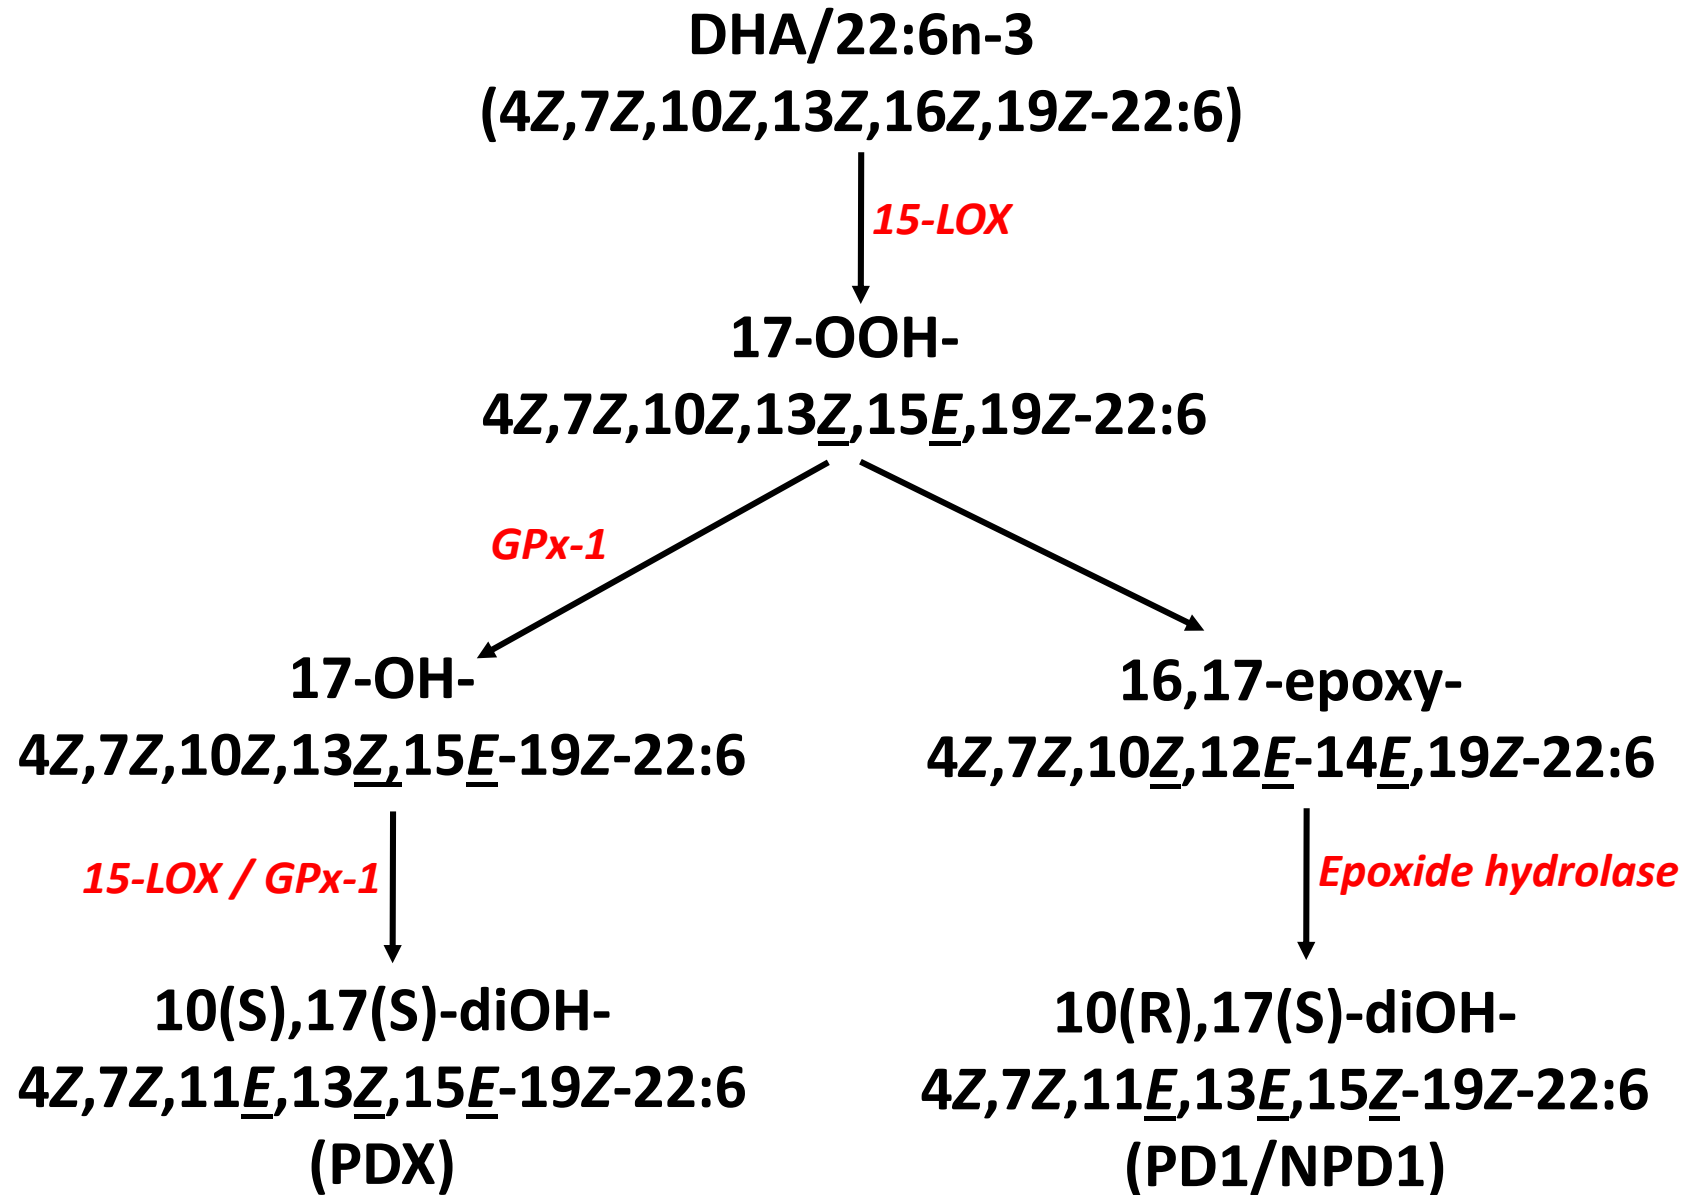 DHA/22:6n-3
(4Z,7Z,10Z,13Z,16Z,19Z-22:6)
15-LOX
17-OOH-
4Z,7Z,10Z,13Z,15E,19Z-22:6
GPx-1
17-OH-
4Z,7Z,10Z,13Z,15E-19Z-22:6
16,17-epoxy-
4Z,7Z,10Z,12E-14E,19Z-22:6
15-LOX / GPx-1
Epoxide hydrolase
10(S),17(S)-diOH-
4Z,7Z,11E,13Z,15E-19Z-22:6
(PDX)
10(R),17(S)-diOH-
4Z,7Z,11E,13E,15Z-19Z-22:6
(PD1/NPD1)